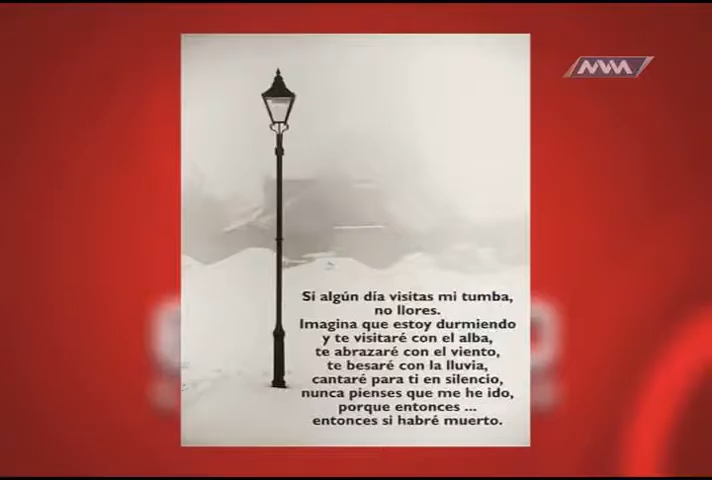 MVM
Si algún día visitas mi tumba,
no llores.
Imagina que estoy durmiendo
y te visitaré con el alba,
te abrazaré con el viento,
te besaré con la lluvia,
cantaré para ti en silencio,
nunca pienses que me he ido,
porque entonces ...
entonces si habré muerto.